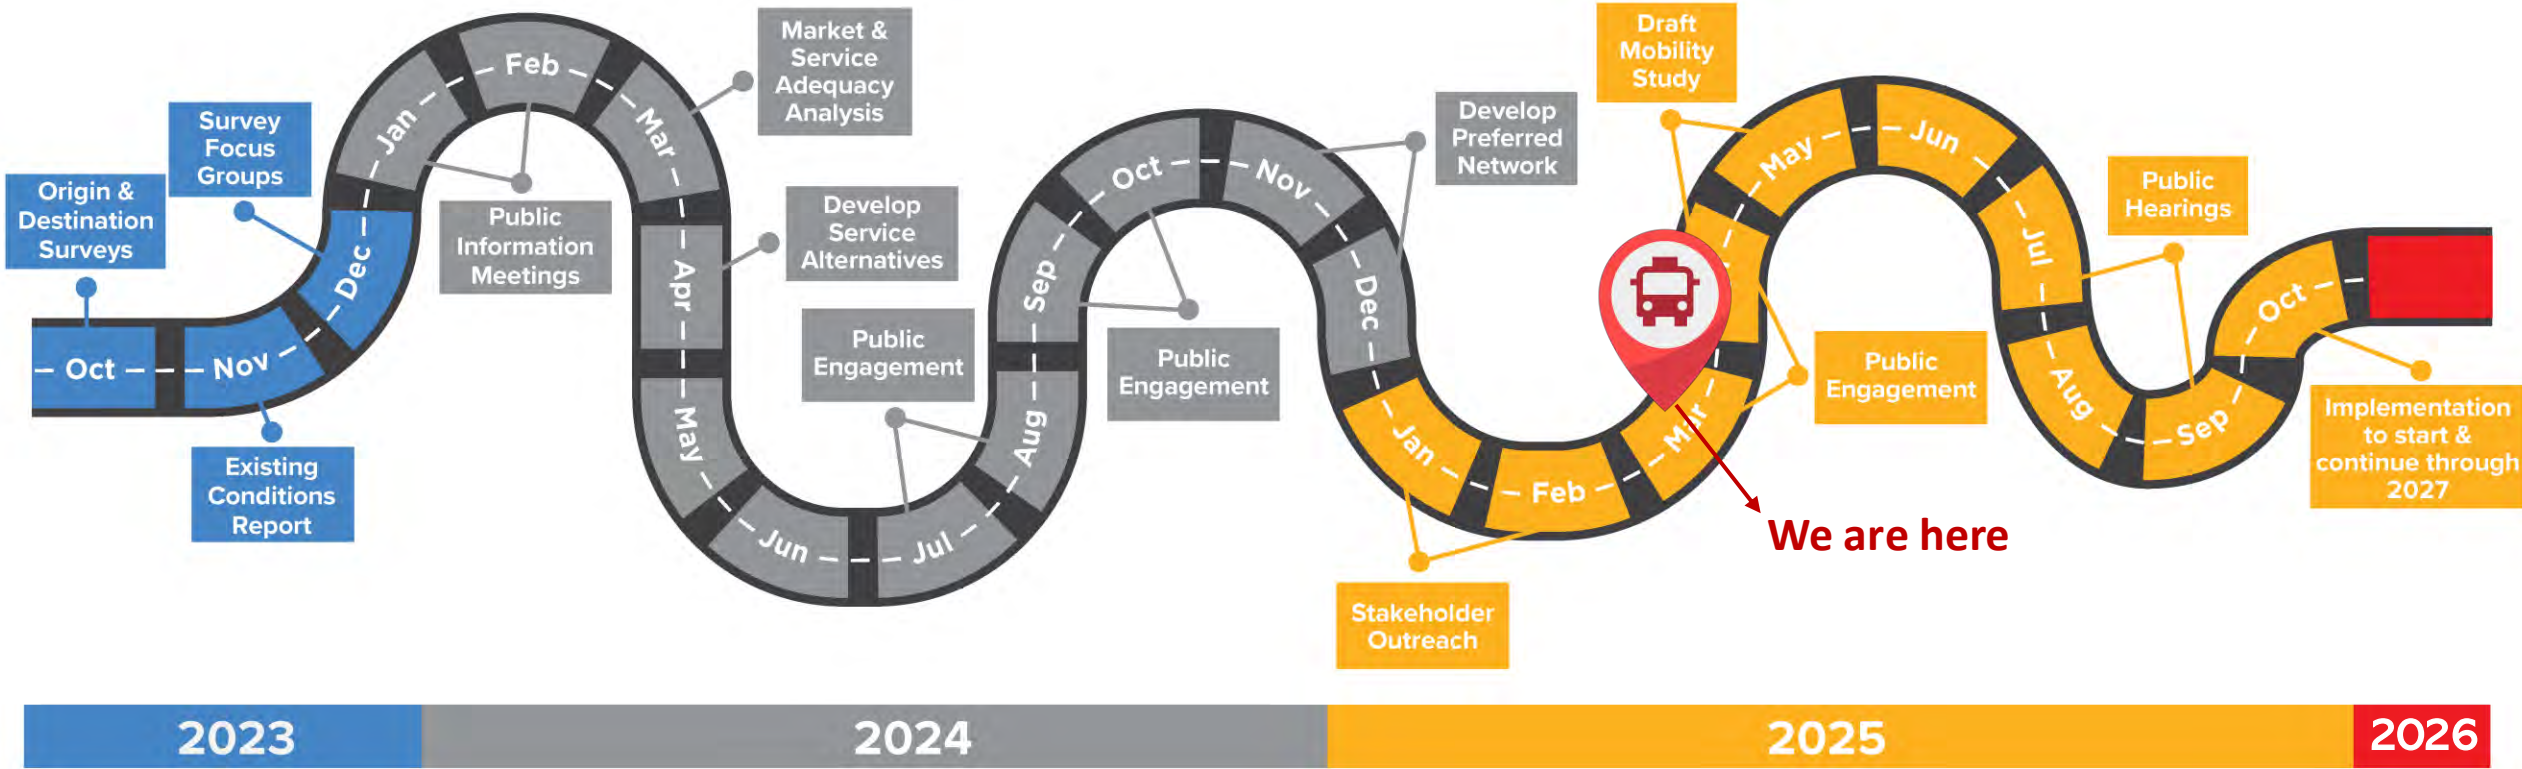 Origin &
Destination
Surveys
Survey
Focus
Groups
Existing
Conditions
Report
Oct
Nov
Dec
Jan
Feb
Mar
Apr
May
Jun
Jul
Aug
Sep
Oct
Nov
Dec
Public
Information
Meetings
Market &
Service
Adequacy
Analysis
Develop
Service
Alternatives
Public
Engagement
Public
Engagement
Develop
Preferred
Network
Jan
Feb
Mar
May
Jun
Jul
Aug
Sep
Oct
Stakeholder
Outreach
Draft
Mobility
Study
Public
Engagement
We are here
Public
Hearings
Implementation
to start &
continue through
2027
2023
2024
2025
2026